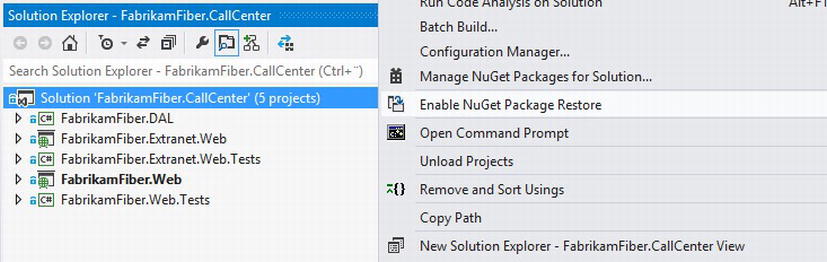 Solution Explorer - FabrikamFiber.CallCenter
Search Solution Explorer - FabrikamFiber.CallCenter (Ctrl+¨)
Solution 'FabrikamFiber.CallCenter' (5 projects)
FabrikamFiber.DAL
FabrikamFiber.Extranet.Web
FabrikamFiber.Extranet.Web.Tests
FabrikamFiber.Web
FabrikamFiber.Web.Tests
Run Code Analysis on Solution
Batch Build...
Configuration Manager...
Manage NuGet Packages for Solution...
Enable NuGet Package Restore
Open Command Prompt
Unload Projects
Remove and Sort Usings
Copy Path
New Solution Explorer - FabrikamFiber.CallCenter View